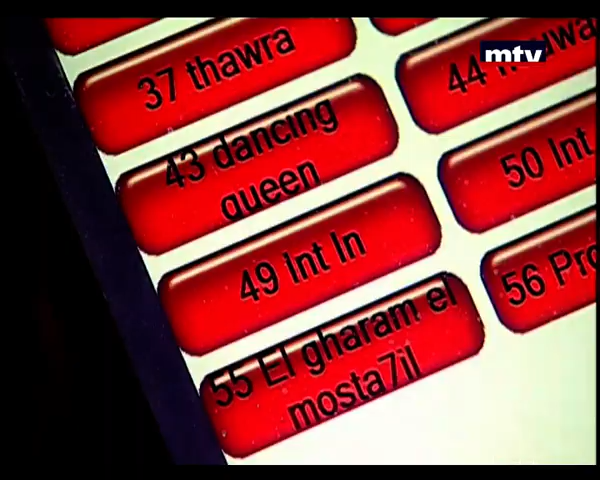 mtv
37 thawra
44
43 dancing
queen
50 Int
49 Int In
56 Pro
55 El gharam el
mosta7il